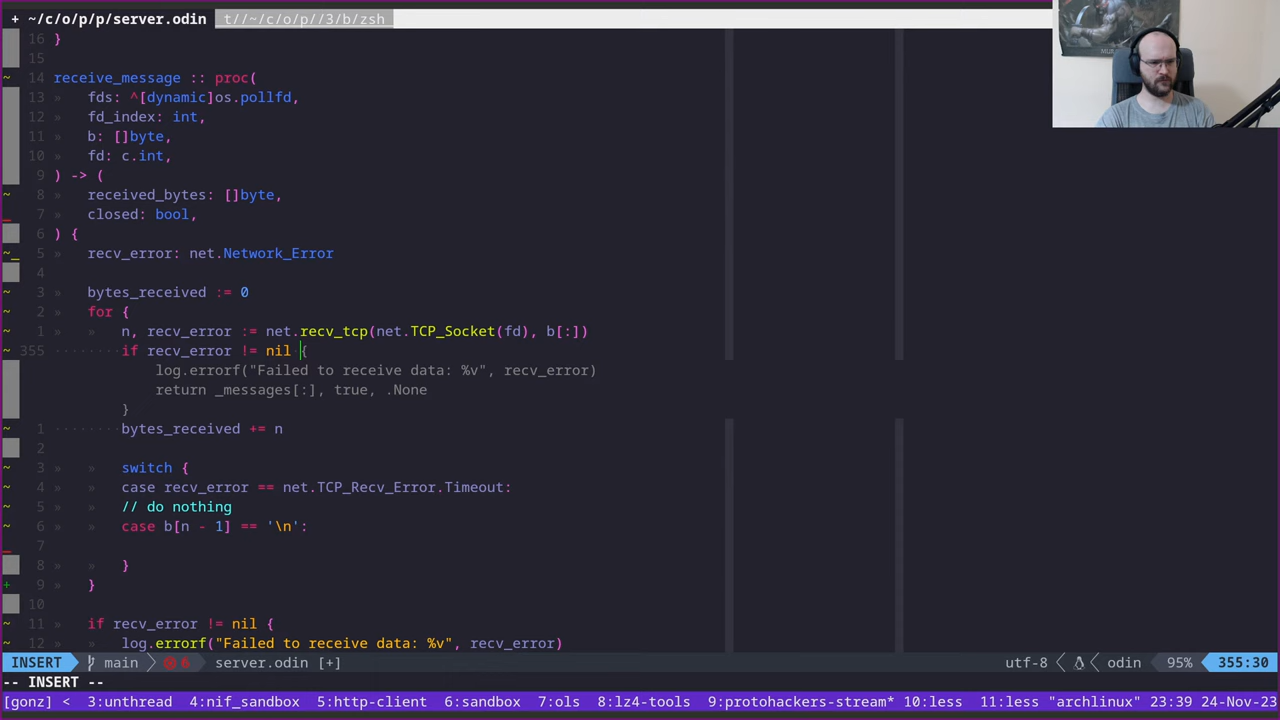 + ~/c/o/p/p/server.odin t//~/c/o/p//3/b/zsh
16 }
15
~ 14 receive_message :: proc(
13 » fds: ^[dynamic]os.pollfd,
12 » fd_index: int,
11 » b: []byte,
10 » fd: c.int,
9 ) -> (
~ 8 » received_bytes: []byte,
_ 7 » closed: bool,
6 ) {
~_ 5 » recv_error: net.Network_Error
4
~ 3 » bytes_received := 0
~ 2 » for {
~ 1 » » n, recv_error := net.recv_tcp(net.TCP_Socket(fd), b[:])
~ 355 ········if recv_error != nil {
log.errorf("Failed to receive data: %v", recv_error)
return _messages[:], true, .None
}
~ 1 ········bytes_received += n
2
~ 3 » » switch {
~ 4 » » case recv_error == net.TCP_Recv_Error.Timeout:
~ 5 » » // do nothing
~ 6 » » case b[n - 1] == '\n':
_ 7
8 » » }
+ 9 » }
10
~ 11 » if recv_error != nil {
~ 12 » » log.errorf("Failed to receive data: %v", recv_error)
INSERT main 6 server.odin [+] utf-8 odin 95% 355:30
-- INSERT --
[gonz] < 3:unthread 4:nif_sandbox 5:http-client 6:sandbox 7:ols 8:lz4-tools 9:protohackers-stream* 10:less 11:less "archlinux" 23:39 24-Nov-23